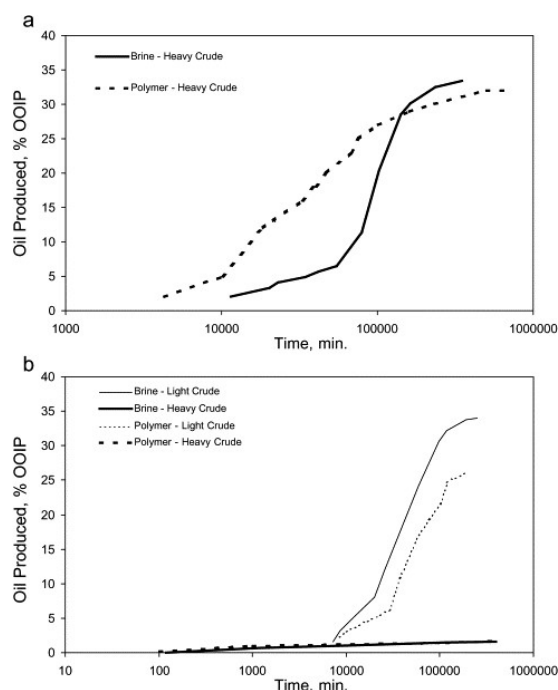 a
40
35
30
25
20
15
10
5
0
Oil Produced, % OOIP
Brine - Heavy Crude
Polymer - Heavy Crude
1000 10000 100000 1000000
Time, min.
b
40
35
30
25
20
15
10
5
0
Oil Produced, % OOIP
Brine - Light Crude
Brine - Heavy Crude
Polymer - Light Crude
Polymer - Heavy Crude
10 100 1000 10000 100000 1000000
Time, min.